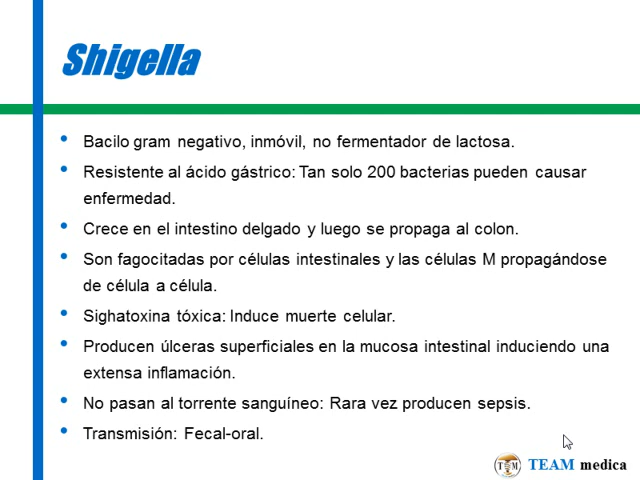 Shigella
Bacilo gram negativo, inmóvil, no fermentador de lactosa.
Resistente al ácido gástrico: Tan solo 200 bacterias pueden causar
enfermedad.
Crece en el intestino delgado y luego se propaga al colon.
Son fagocitadas por células intestinales y las células M propagándose
de célula a célula.
Sighatoxina tóxica: Induce muerte celular.
Producen úlceras superficiales en la mucosa intestinal induciendo una
extensa inflamación.
No pasan al torrente sanguíneo: Rara vez producen sepsis.
Transmisión: Fecal-oral.
TEAM medica